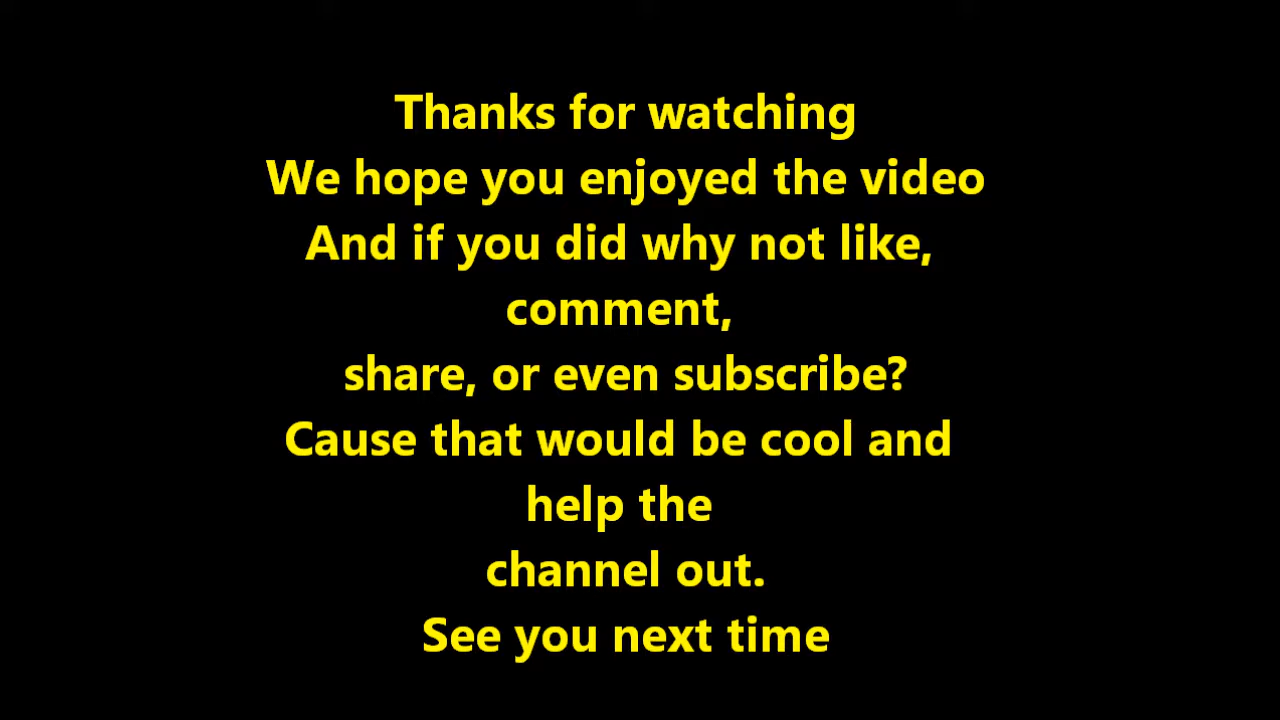 Thanks for watching
We hope you enjoyed the video
And if you did why not like,
comment,
share, or even subscribe?
Cause that would be cool and
help the
channel out.
See you next time